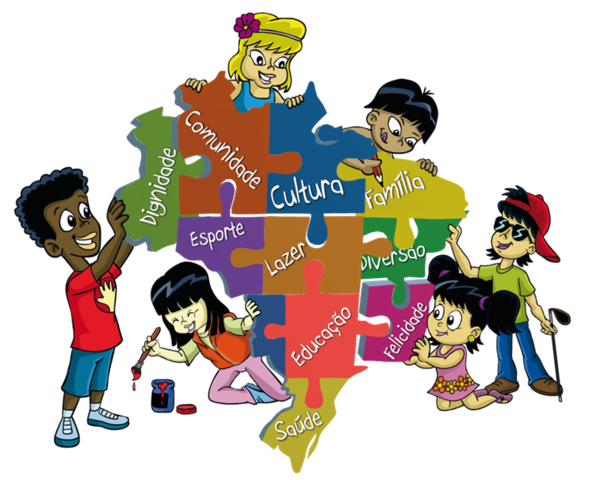 Dignidade
Comunidade
Cultura
Família
Esporte
Lazer
Diversão
Educação
Felicidade
Saúde